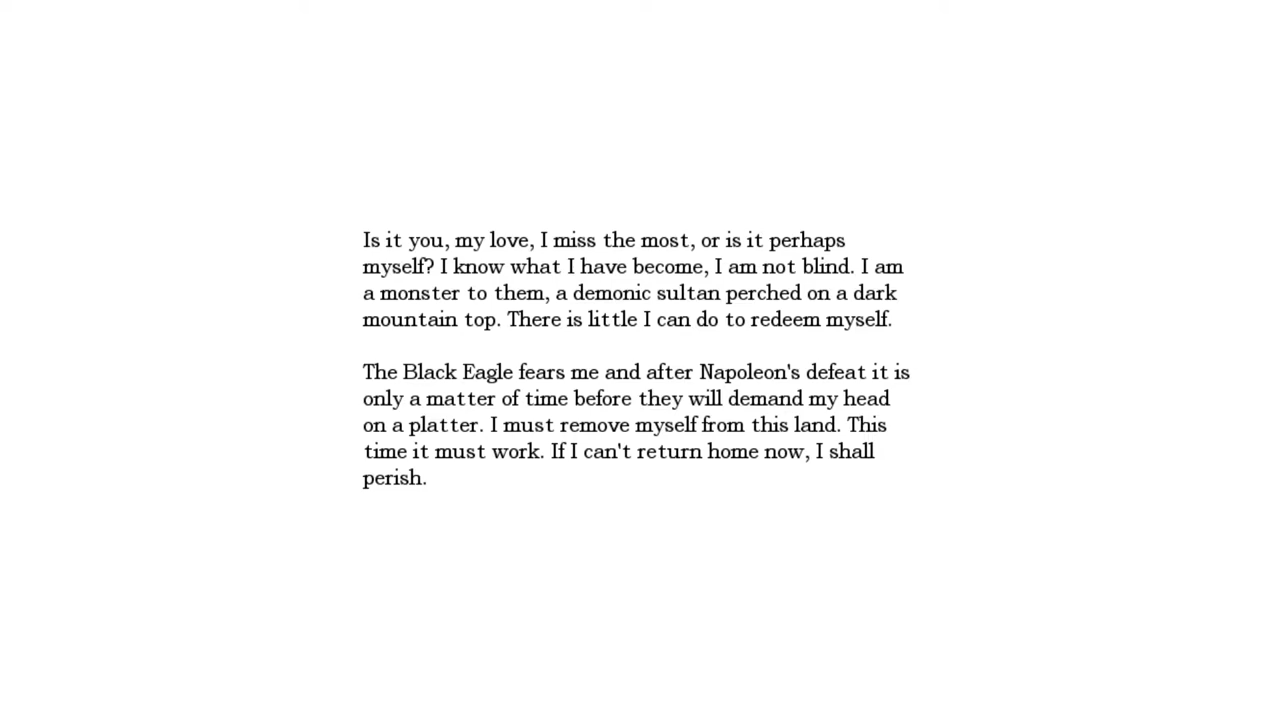 Is it you, my love, I miss the most, or is it perhaps
myself? I know what I have become, I am not blind. I am
a monster to them, a demonic sultan perched on a dark
mountain top. There is little I can do to redeem myself.
The Black Eagle fears me and after Napoleon's defeat it is
only a matter of time before they will demand my head
on a platter. I must remove myself from this land. This
time it must work. If I can't return home now, I shall
perish.